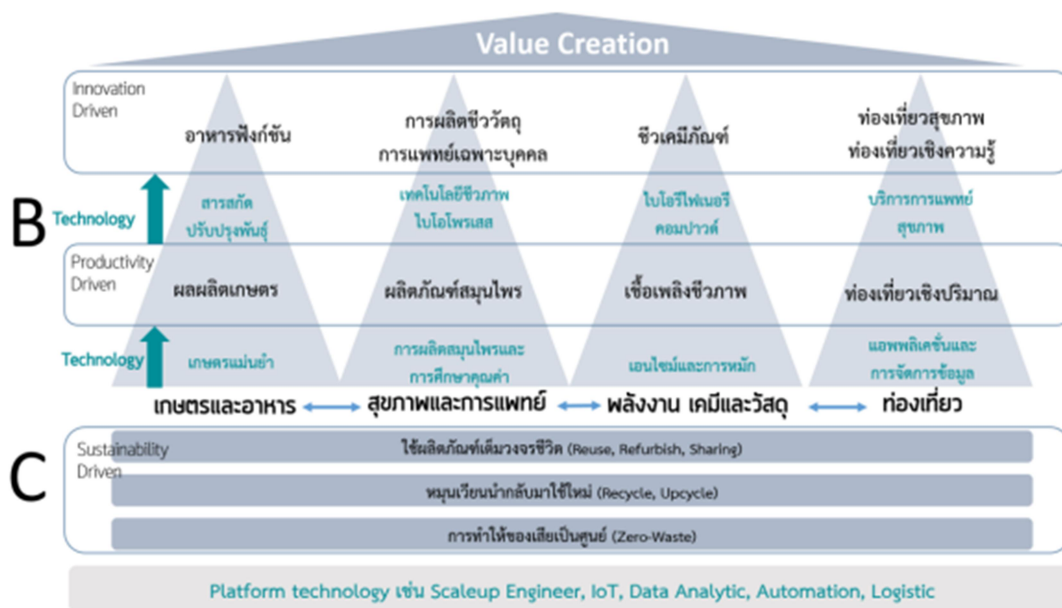 Value Creation
Innovation
Driven
อาหารฟังก์ชัน
การผลิตชีววัตถุ
การแพทย์เฉพาะบุคคล
ชีวเคมีภัณฑ์
ท่องเที่ยวสุขภาพ
ท่องเที่ยวเชิงความรู้
B
Technology
สารสกัด
ปรับปรุงพันธุ์
เทคโนโลยีชีวภาพ
ไบโอโพรเสส
ไบโอรีไฟเนอรี
คอมปาวด์
บริการการแพทย์
สุขภาพ
Productivity
Driven
ผลผลิตเกษตร
ผลิตภัณฑ์สมุนไพร
เชื้อเพลิงชีวภาพ
ท่องเที่ยวเชิงปริมาณ
Technology
เกษตรแม่นยำ
การผลิตสมุนไพรและ
การศึกษาคุณค่า
เอนไซม์และการหมัก
แอพพลิเคชั่นและ
การจัดการข้อมูล
เกษตรและอาหาร
สุขภาพและการแพทย์
พลังงาน เคมีและวัสดุ
ท่องเที่ยว
C
Sustainability
Driven
ใช้ผลิตภัณฑ์เต็มวงจรชีวิต (Reuse, Refurbish, Sharing)
หมุนเวียนนำกลับมาใช้ใหม่ (Recycle, Upcycle)
การทำให้ของเสียเป็นศูนย์ (Zero-Waste)
Platform technology เช่น Scaleup Engineer, IoT, Data Analytic, Automation, Logistic